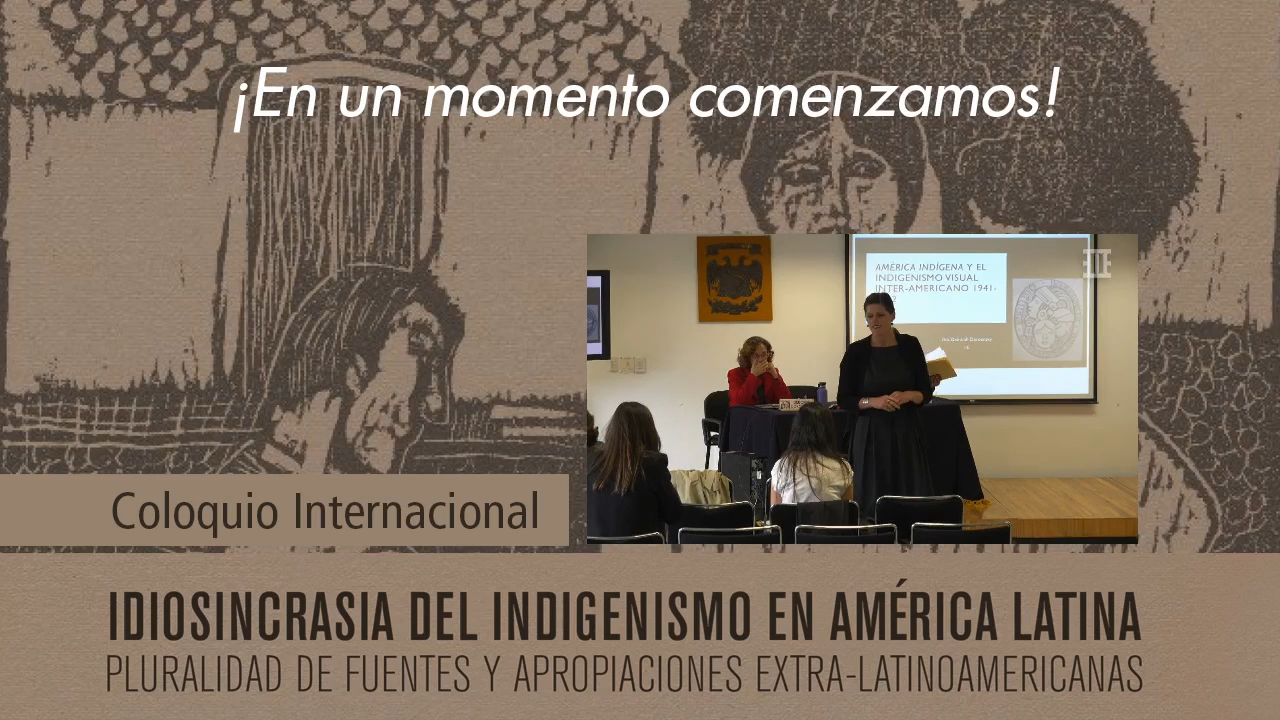 ¡En un momento comenzamos!
AMÉRICA INDÍGENA Y EL
INDIGENISMO VISUAL
INTER-AMERICANO 1941-
Coloquio Internacional
IDIOSINCRASIA DEL INDIGENISMO EN AMÉRICA LATINA
PLURALIDAD DE FUENTES Y APROPIACIONES EXTRA-LATINOAMERICANAS